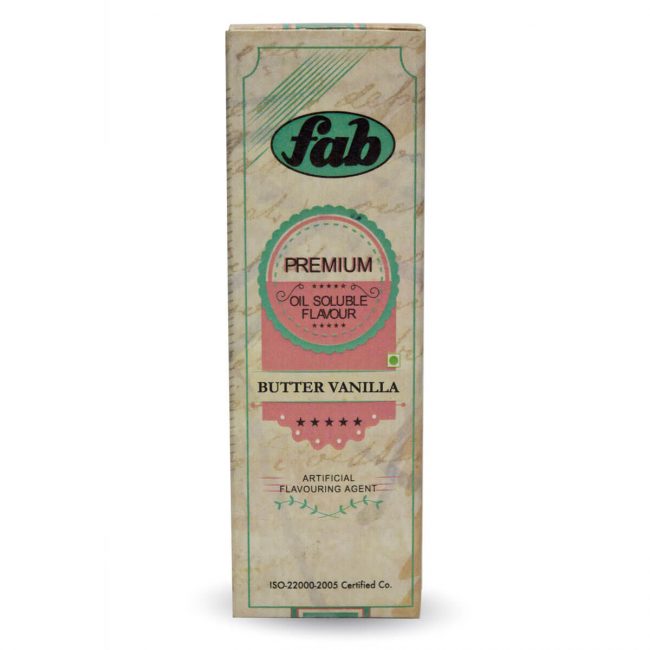 fab
PREMIUM
OIL SOLUBLE
FLAVOUR
BUTTER VANILLA
ARTIFICIAL
FLAVOURING AGENT
ISO-22000-2005 Certified Co.